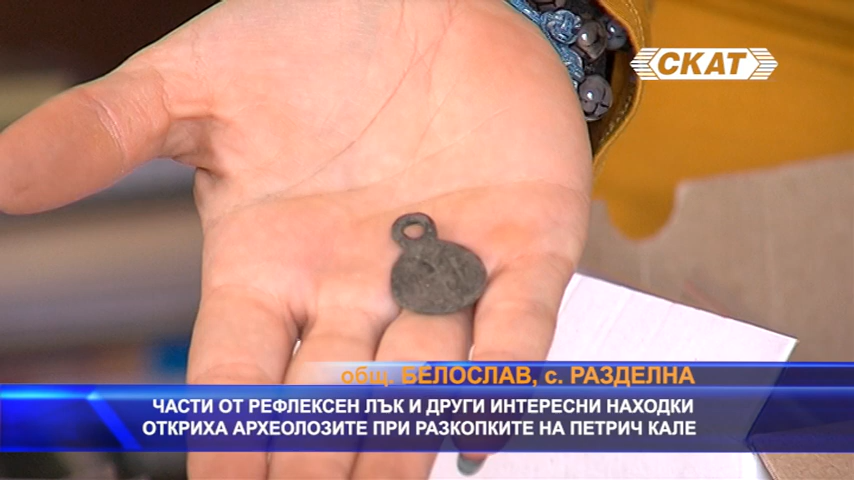 СКАТ
общ. БЕЛОСЛАВ, с. РАЗДЕЛНА
ЧАСТИ ОТ РЕФЛЕКСЕН ЛЪК И ДРУГИ ИНТЕРЕСНИ НАХОДКИ
ОТКРИХА АРХЕОЛОЗИТЕ ПРИ РАЗКОПКИТЕ НА ПЕТРИЧ КАЛЕ